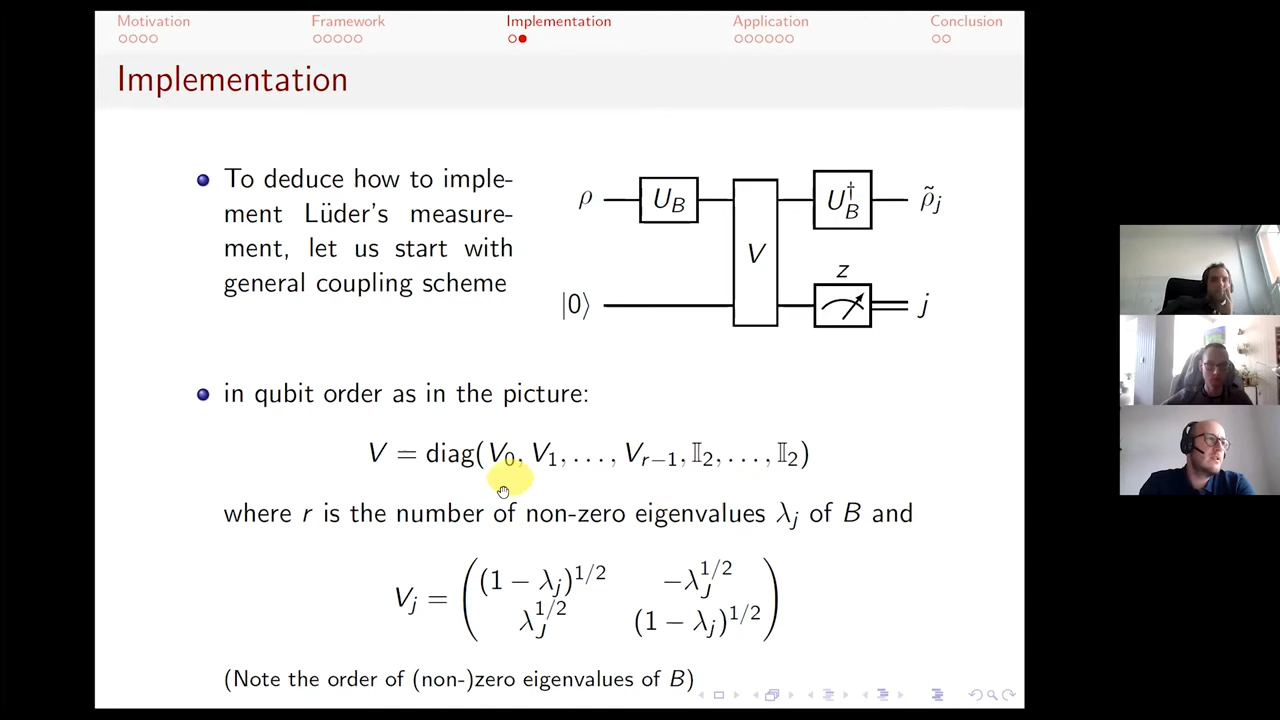 Motivation Framework Implementation Application Conclusion
Implementation
To deduce how to imple-
ment Lüder's measure-
ment, let us start with
general coupling scheme
ρ U_B V U_B^† ρ̃_j
|0⟩ z j
in qubit order as in the picture:
V = diag(V_0, V_1, . . . , V_{r−1}, 𝕀_2, . . . , 𝕀_2)
where r is the number of non-zero eigenvalues λ_j of B and
V_j = ( (1 − λ_j)^{1/2} −λ_j^{1/2}
λ_j^{1/2} (1 − λ_j)^{1/2} )
(Note the order of (non-)zero eigenvalues of B)